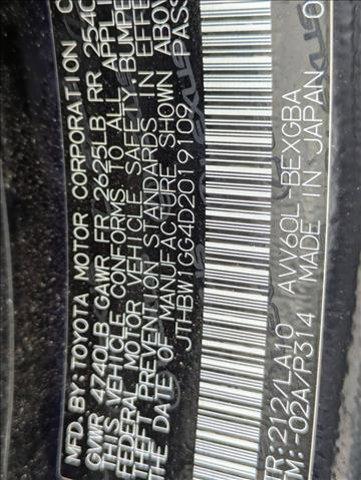 MFD. BY: TOYOTA MOTOR CORPORATION
GVWR 4740LB GAWR FR 2625LB RR 2540
THIS VEHICLE CONFORMS TO ALL APPLI
FEDERAL MOTOR VEHICLE SAFETY, BUMPE
THEFT PREVENTION STANDARDS IN EFFE
THE DATE OF MANUFACTURE SHOWN ABOV
JTHBW1GG4D2019109 PASS
TR:212/LA10 AVV60L-BEXGBA
TM:-02A/P314 MADE IN JAPAN